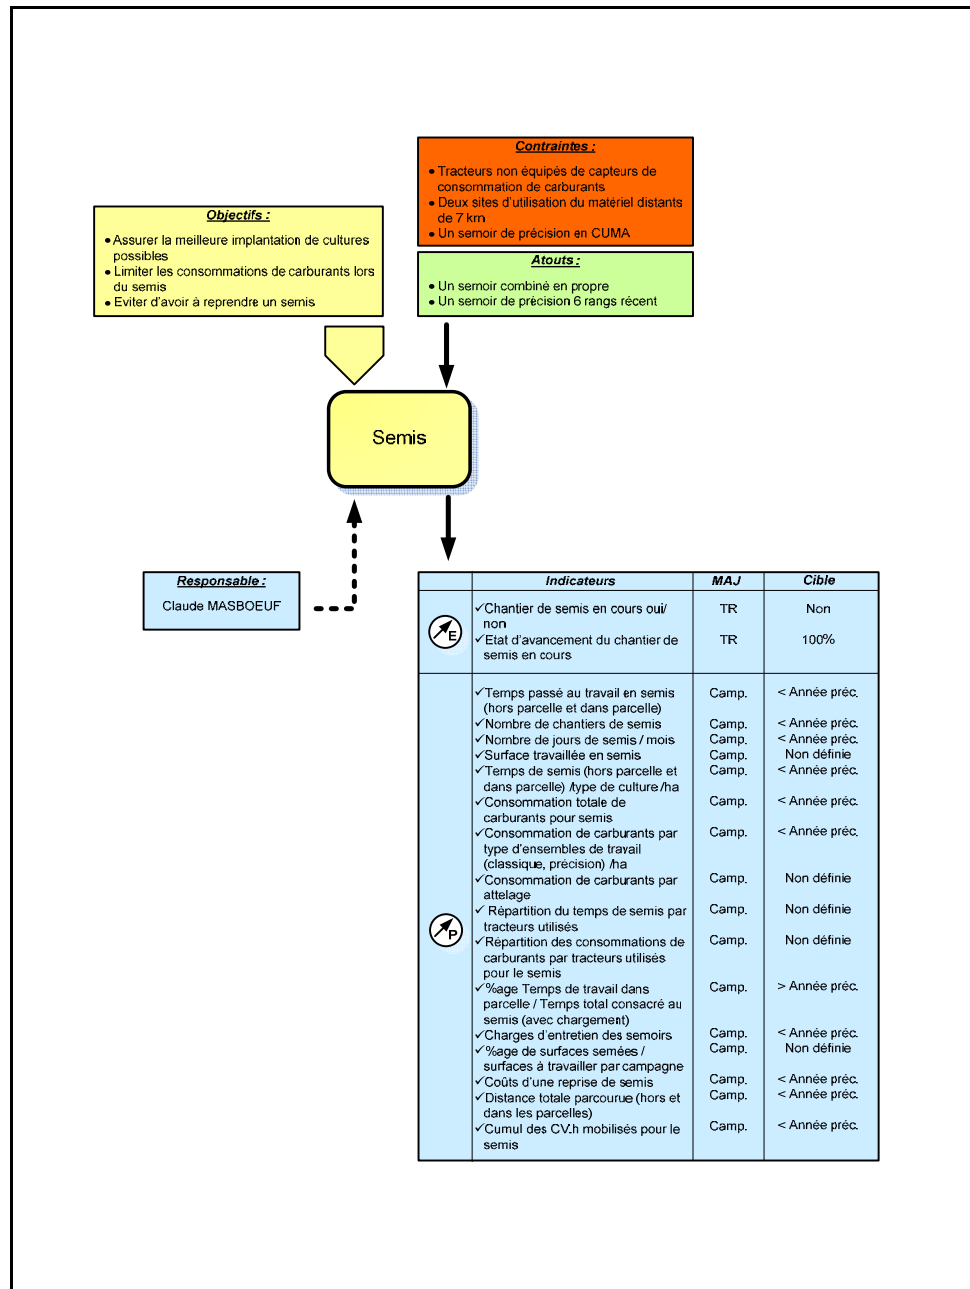 Contraintes :
• Tracteurs non équipés de capteurs de
consommation de carburants
• Deux sites d'utilisation du matériel distants
de 7 km
• Un semoir de précision en CUMA
Objectifs :
• Assurer la meilleure implantation de cultures
possibles
• Limiter les consommations de carburants lors
du semis
• Eviter d'avoir à reprendre un semis
Atouts :
• Un semoir combiné en propre
• Un semoir de précision 6 rangs récent
Semis
Responsable :
Claude MASBOEUF
Indicateurs MAJ Cible
E
✓Chantier de semis en cours oui/ TR Non
non
✓Etat d'avancement du chantier de TR 100%
semis en cours
P
✓Temps passé au travail en semis Camp. < Année préc.
(hors parcelle et dans parcelle)
✓Nombre de chantiers de semis Camp. < Année préc.
✓Nombre de jours de semis / mois Camp. < Année préc.
✓Surface travaillée en semis Camp. Non définie
✓Temps de semis (hors parcelle et Camp. < Année préc.
dans parcelle) /type de culture /ha
✓Consommation totale de Camp. < Année préc.
carburants pour semis
✓Consommation de carburants par Camp. < Année préc.
type d'ensembles de travail
(classique, précision) /ha
✓Consommation de carburants par Camp. Non définie
attelage
✓ Répartition du temps de semis par Camp. Non définie
tracteurs utilisés
✓Répartition des consommations de Camp. Non définie
carburants par tracteurs utilisés
pour le semis
✓%age Temps de travail dans Camp. > Année préc.
parcelle / Temps total consacré au
semis (avec chargement)
✓Charges d'entretien des semoirs Camp. < Année préc.
✓%age de surfaces semées / Camp. Non définie
surfaces à travailler par campagne
✓Coûts d'une reprise de semis Camp. < Année préc.
✓Distance totale parcourue (hors et Camp. < Année préc.
dans les parcelles)
✓Cumul des CV.h mobilisés pour le Camp. < Année préc.
semis